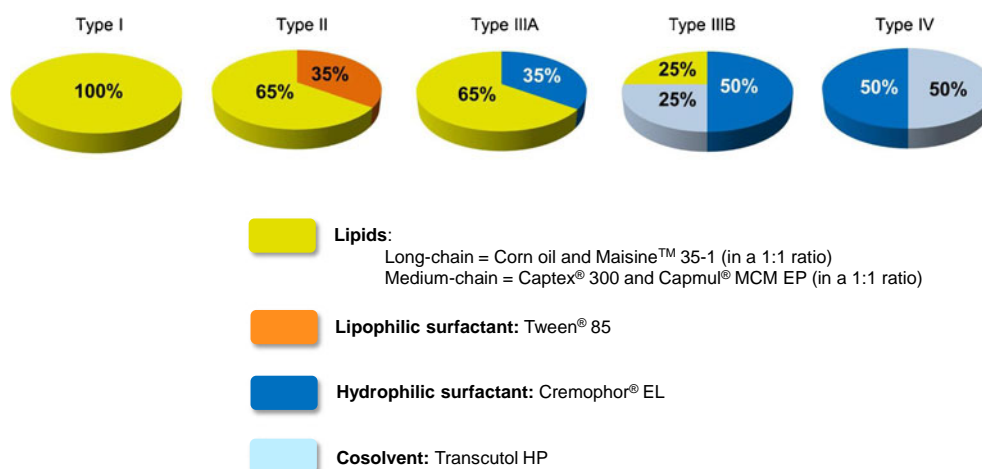 Type I Type II Type IIIA Type IIIB Type IV
100% 65% 35% 65% 35% 25% 25% 50% 50% 50%
Lipids:
Long-chain = Corn oil and Maisine™ 35-1 (in a 1:1 ratio)
Medium-chain = Captex® 300 and Capmul® MCM EP (in a 1:1 ratio)
Lipophilic surfactant: Tween® 85
Hydrophilic surfactant: Cremophor® EL
Cosolvent: Transcutol HP